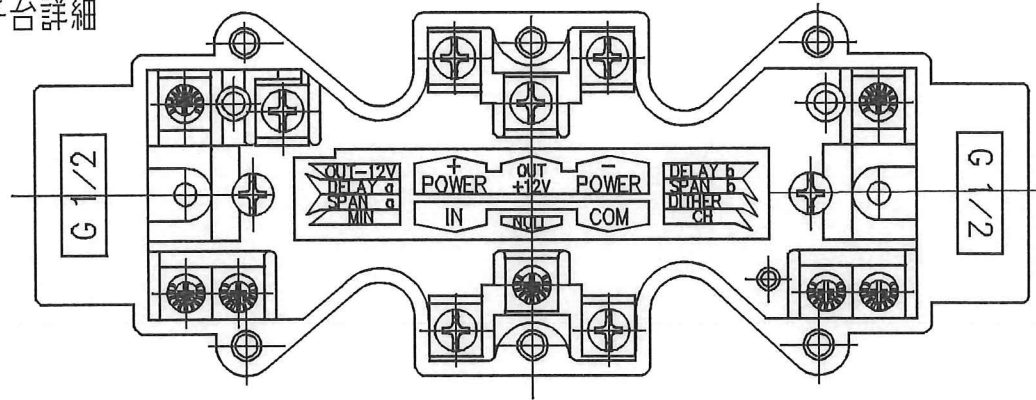 台詳細
G 1/2
OUT-12V
DELAY a
SPAN a
MIN
+
POWER
OUT
+12V
-
POWER
IN
NULL
COM
DELAY b
SPAN b
DITHER
CH
G 1/2